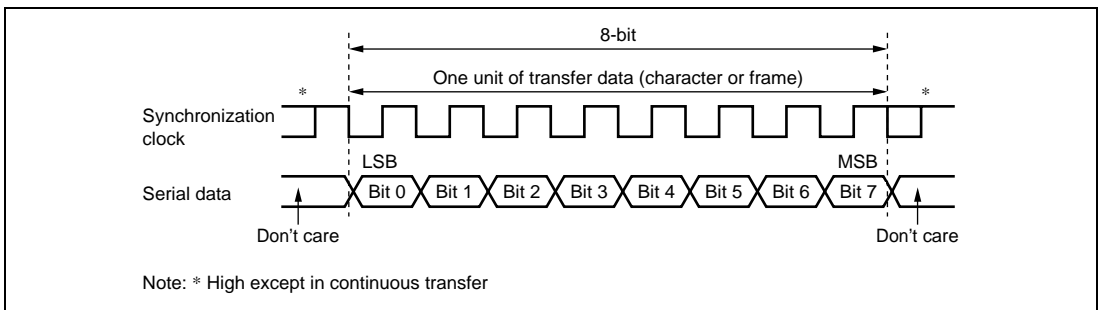 8-bit
One unit of transfer data (character or frame)
* *
Synchronization
clock
LSB MSB
Serial data Bit 0 Bit 1 Bit 2 Bit 3 Bit 4 Bit 5 Bit 6 Bit 7
Don't care Don't care
Note: * High except in continuous transfer